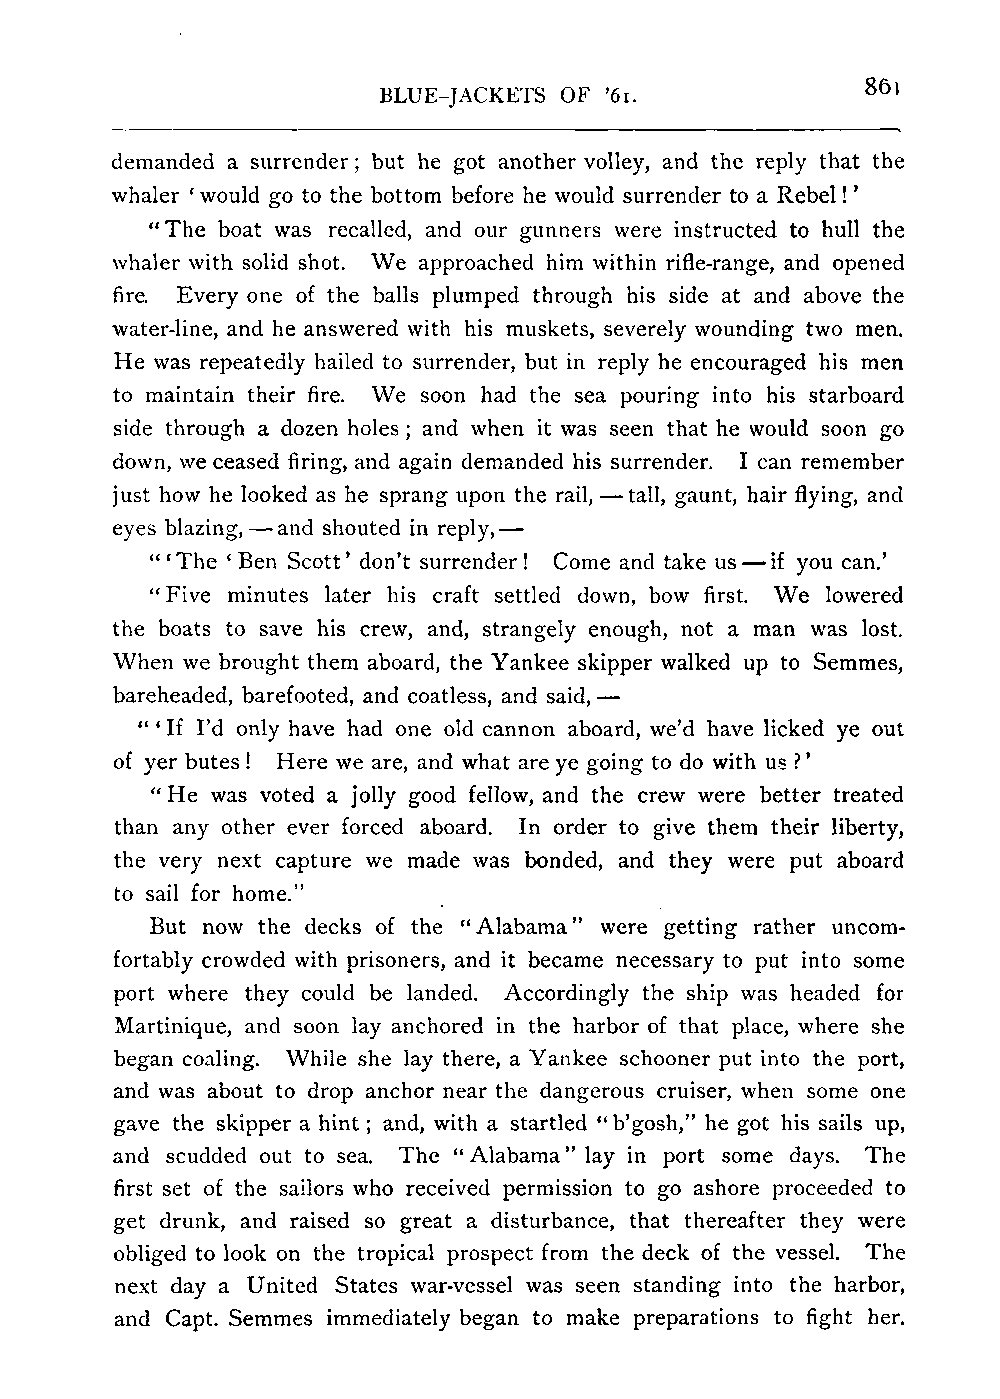 BLUE-JACKETS OF '61. 861
demanded a surrender; but he got another volley, and the reply that the
whaler ‘would go to the bottom before he would surrender to a Rebel!’
“The boat was recalled, and our gunners were instructed to hull the
whaler with solid shot. We approached him within rifle-range, and opened
fire. Every one of the balls plumped through his side at and above the
water-line, and he answered with his muskets, severely wounding two men.
He was repeatedly hailed to surrender, but in reply he encouraged his men
to maintain their fire. We soon had the sea pouring into his starboard
side through a dozen holes; and when it was seen that he would soon go
down, we ceased firing, and again demanded his surrender. I can remember
just how he looked as he sprang upon the rail, — tall, gaunt, hair flying, and
eyes blazing, — and shouted in reply, —
“‘The ‘Ben Scott’ don't surrender! Come and take us — if you can.’
“Five minutes later his craft settled down, bow first. We lowered
the boats to save his crew, and, strangely enough, not a man was lost.
When we brought them aboard, the Yankee skipper walked up to Semmes,
bareheaded, barefooted, and coatless, and said, —
“‘If I'd only have had one old cannon aboard, we'd have licked ye out
of yer butes! Here we are, and what are ye going to do with us?’
“He was voted a jolly good fellow, and the crew were better treated
than any other ever forced aboard. In order to give them their liberty,
the very next capture we made was bonded, and they were put aboard
to sail for home.”
But now the decks of the “Alabama” were getting rather uncom-
fortably crowded with prisoners, and it became necessary to put into some
port where they could be landed. Accordingly the ship was headed for
Martinique, and soon lay anchored in the harbor of that place, where she
began coaling. While she lay there, a Yankee schooner put into the port,
and was about to drop anchor near the dangerous cruiser, when some one
gave the skipper a hint; and, with a startled “b'gosh,” he got his sails up,
and scudded out to sea. The “Alabama” lay in port some days. The
first set of the sailors who received permission to go ashore proceeded to
get drunk, and raised so great a disturbance, that thereafter they were
obliged to look on the tropical prospect from the deck of the vessel. The
next day a United States war-vessel was seen standing into the harbor,
and Capt. Semmes immediately began to make preparations to fight her.